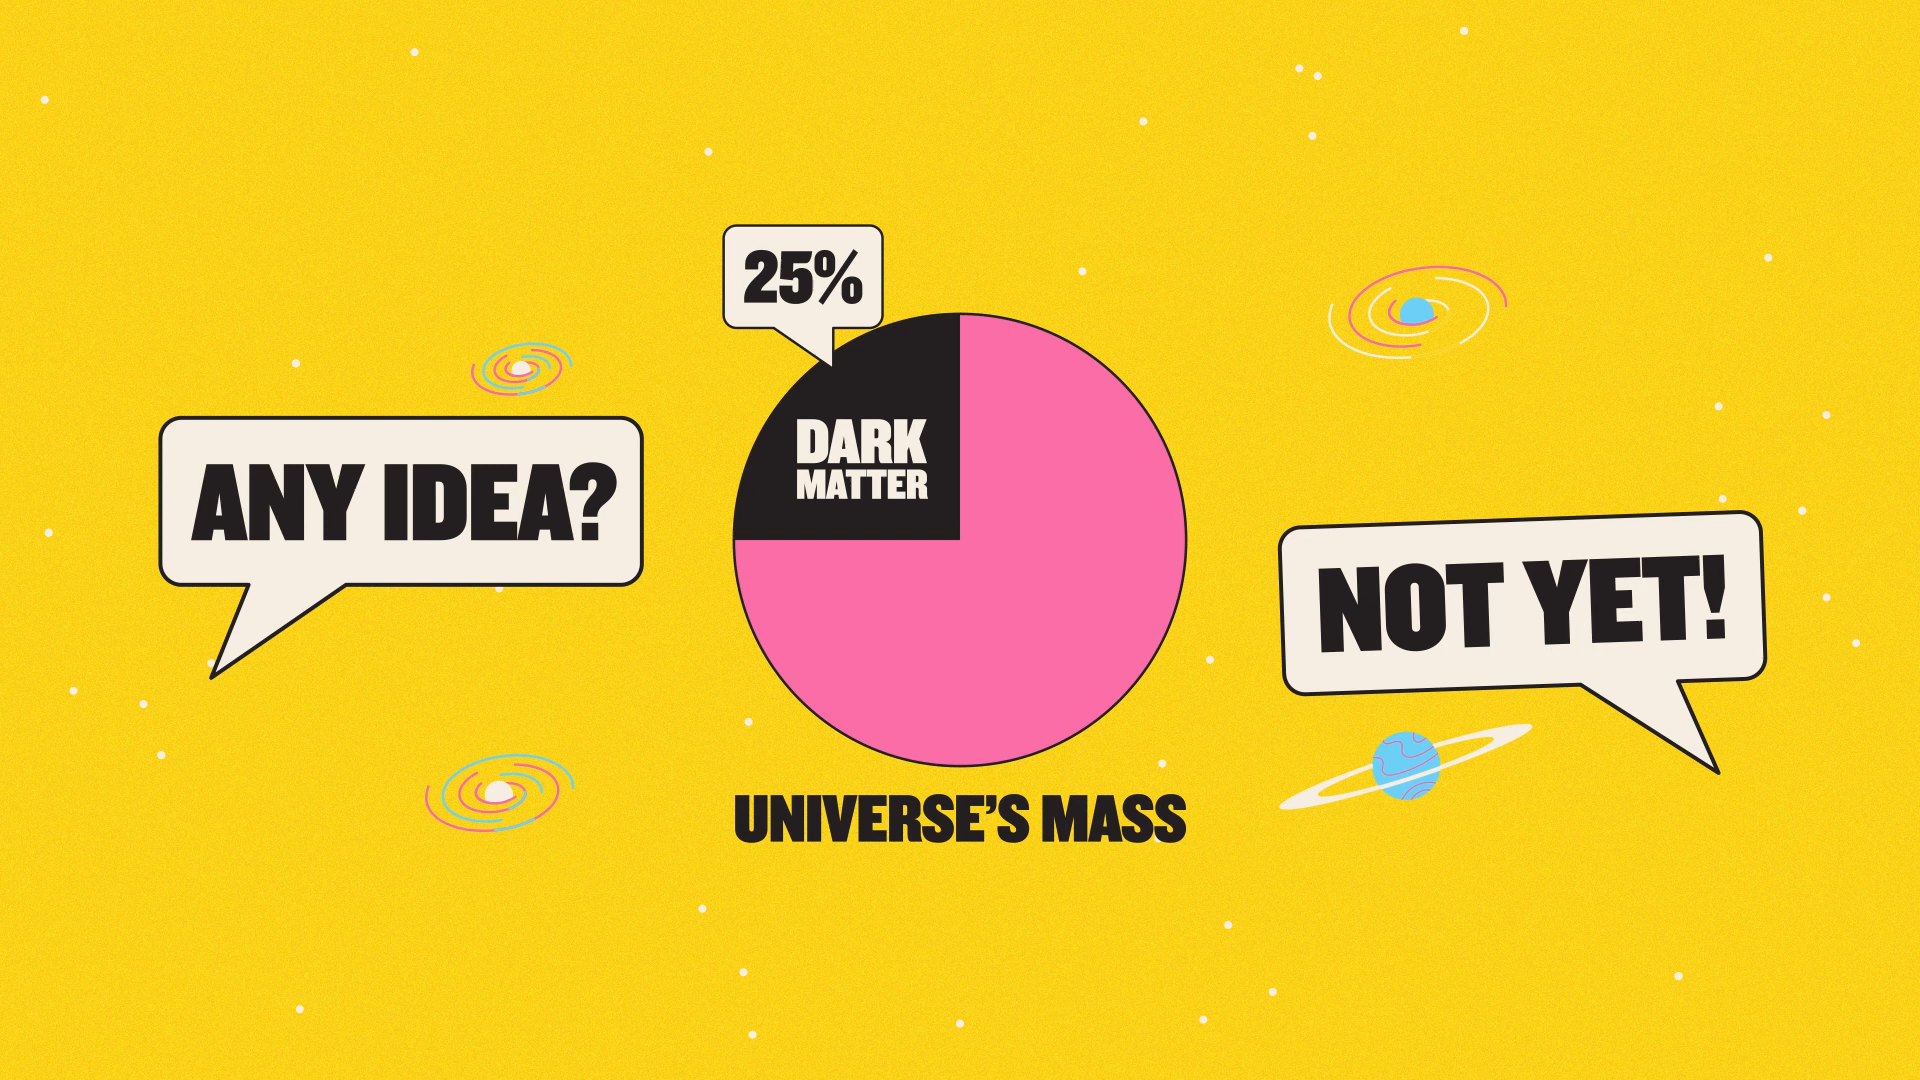 25%
DARK
MATTER
ANY IDEA?
NOT YET!
UNIVERSE’S MASS